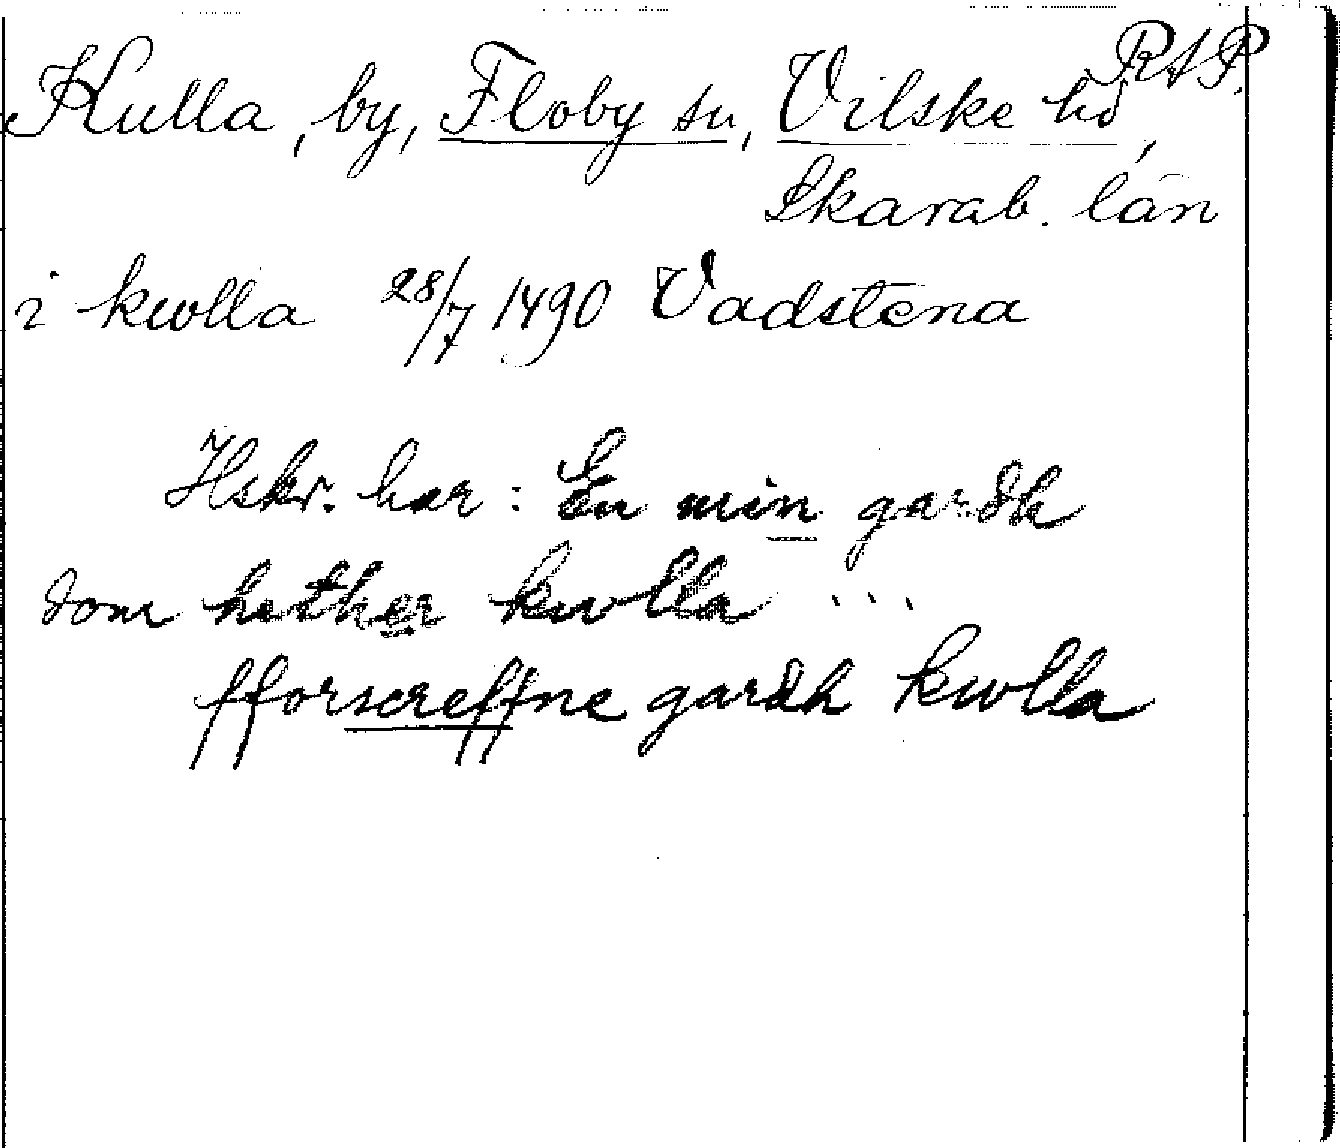 RAP.
Kulla, by, Floby sn, Vilske hd,
Skarab. län
i kwlla 28/7 1490 Vadstena
Hskr. har: En min gardh
som hether kwlla ...
fforscreffne gardh kwlla